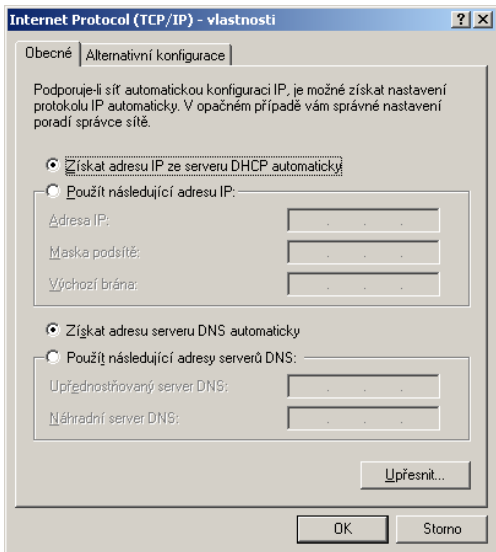 Internet Protocol (TCP/IP) - vlastnosti
Obecné
Alternativní konfigurace
Podporuje-li síť automatickou konfiguraci IP, je možné získat nastavení
protokolu IP automaticky. V opačném případě vám správné nastavení
poradí správce sítě.
Získat adresu IP ze serveru DHCP automaticky
Použít následující adresu IP:
Adresa IP:
Maska podsítě:
Výchozí brána:
Získat adresu serveru DNS automaticky
Použít následující adresy serverů DNS:
Upřednostňovaný server DNS:
Náhradní server DNS:
Upřesnit...
OK
Storno